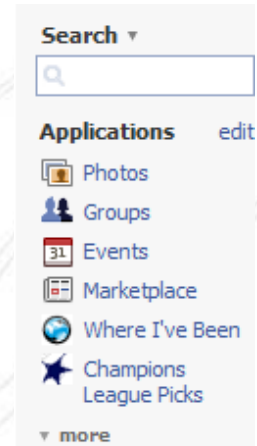 Search
Applications edit
Photos
Groups
31 Events
Marketplace
Where I've Been
Champions
League Picks
more